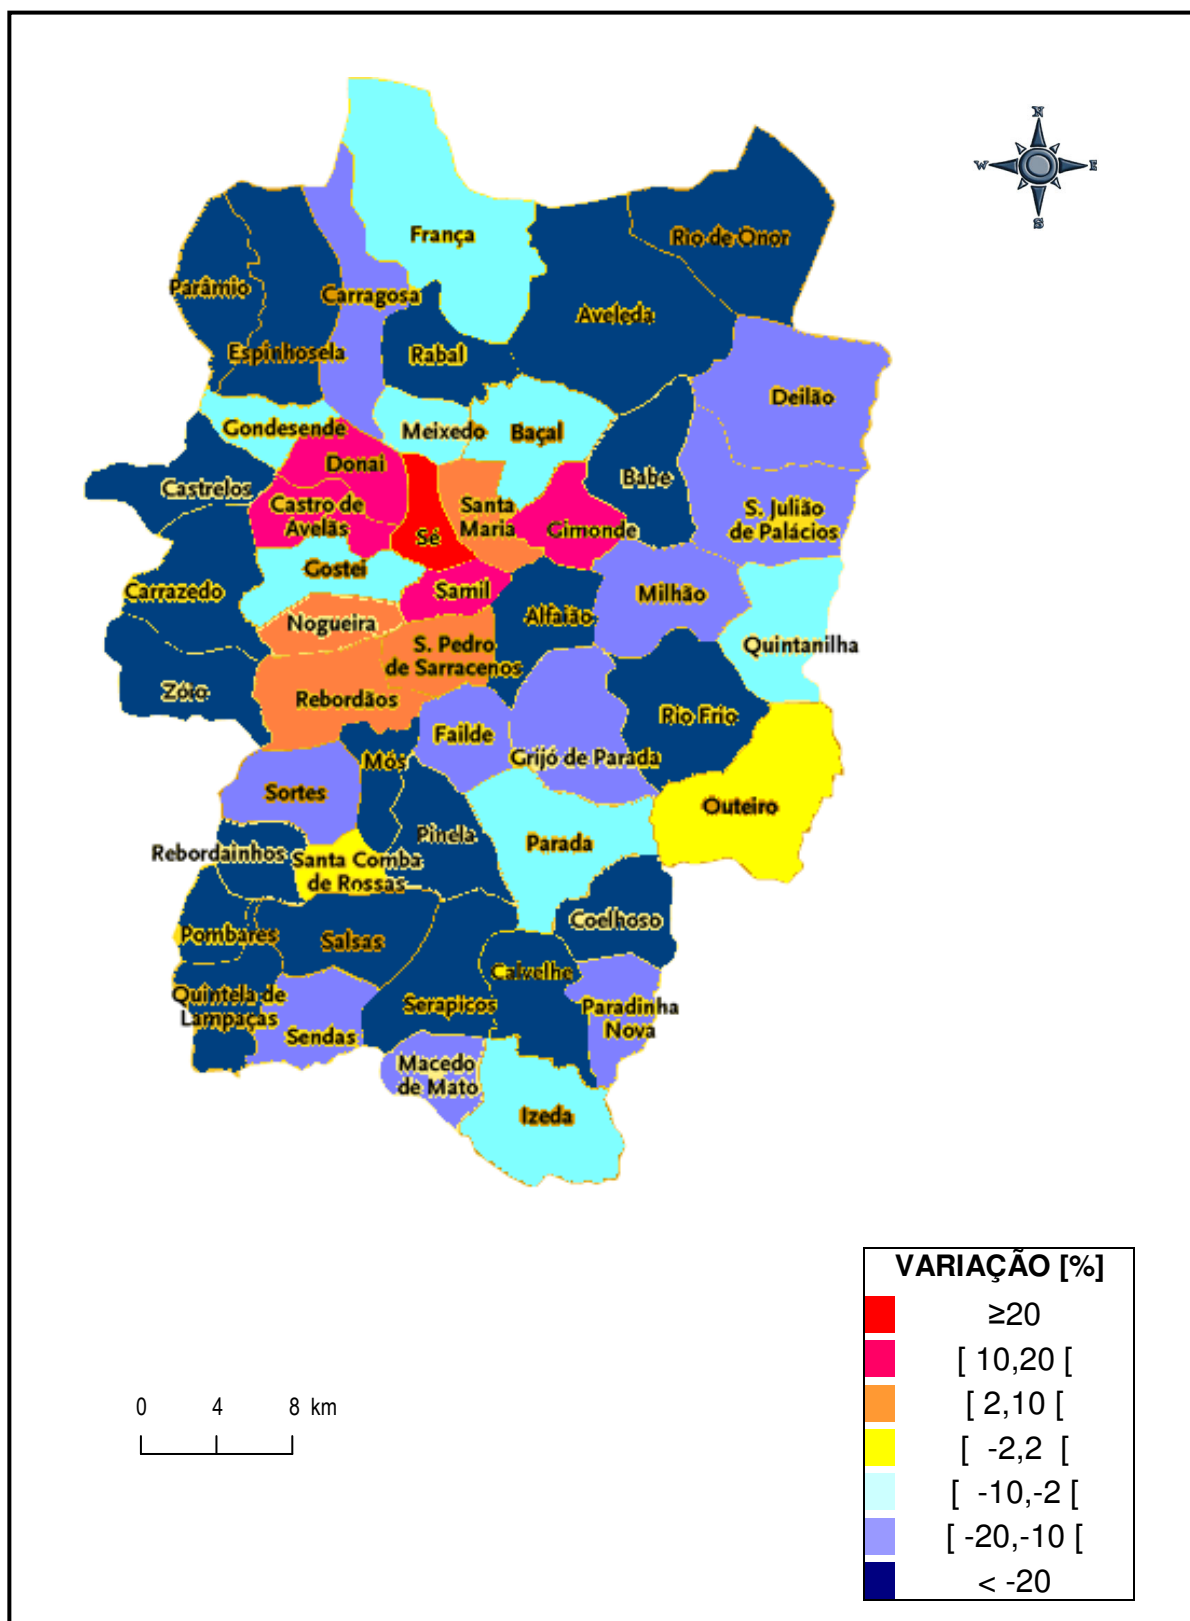 N
W E
S
França
Rio de Onor
Parâmio
Carragosa
Aveleda
Espinhosela
Rabal
Deilão
Gondesende
Meixedo
Baçal
Donai
Castrelos
Babe
Castro de
Avelãs
Santa
Maria
Gimonde
S. Julião
de Palácios
Sé
Gostei
Carrazedo
Samil
Milhão
Alfaião
Nogueira
S. Pedro
de Sarracenos
Quintanilha
Zóio
Rebordãos
Rio Frio
Failde
Grijó de Parada
Mós
Sortes
Outeiro
Pinela
Parada
Rebordainhos
Santa Comba
de Rossas
Coelhoso
Pombares
Salsas
Calvelhe
Quintela de
Lampaças
Serapicos
Paradinha
Nova
Sendas
Macedo
de Mato
Izeda
VARIAÇÃO [%]
≥20
[ 10,20 [
[ 2,10 [
[ -2,2 [
[ -10,-2 [
[ -20,-10 [
< -20
0 4 8 km